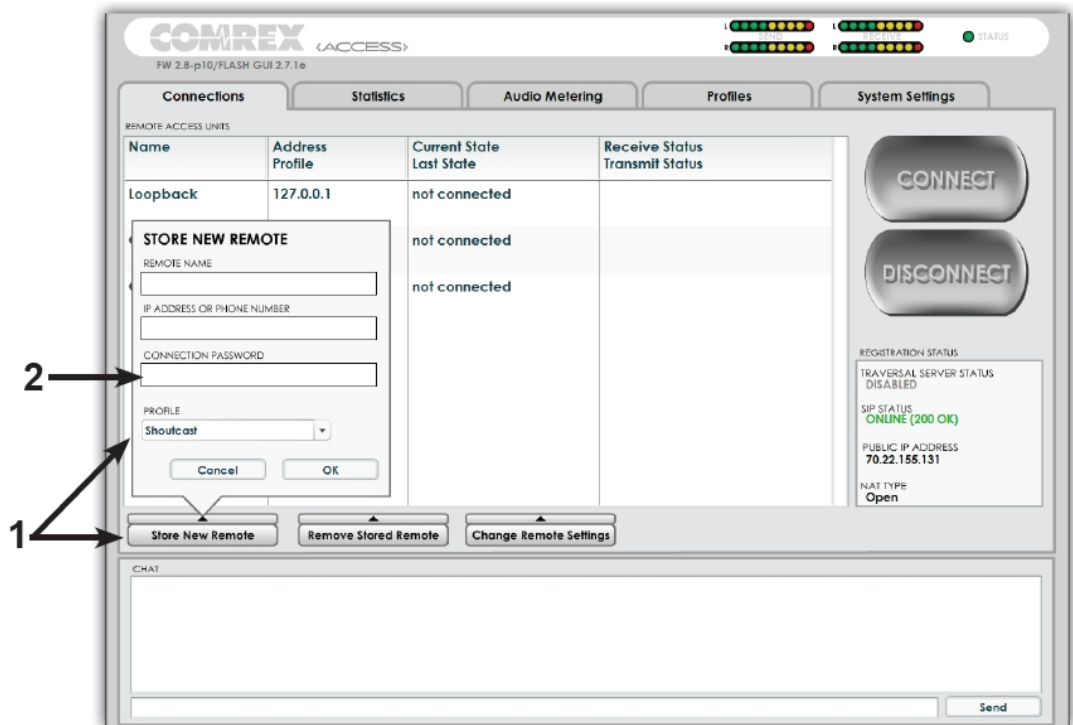 COMREX ‹ACCESS›
L R SEND
L R RECEIVE
STATUS
FW 2.8-p10/FLASH GUI 2.7.1e
Connections Statistics Audio Metering Profiles System Settings
REMOTE ACCESS UNITS
Name Address Current State Receive Status
Profile Last State Transmit Status
Loopback 127.0.0.1 not connected
not connected
not connected
STORE NEW REMOTE
REMOTE NAME
IP ADDRESS OR PHONE NUMBER
CONNECTION PASSWORD
2
PROFILE
Shoutcast
Cancel OK
1
Store New Remote Remove Stored Remote Change Remote Settings
CONNECT
DISCONNECT
REGISTRATION STATUS
TRAVERSAL SERVER STATUS
DISABLED
SIP STATUS
ONLINE (200 OK)
PUBLIC IP ADDRESS
70.22.155.131
NAT TYPE
Open
CHAT
Send